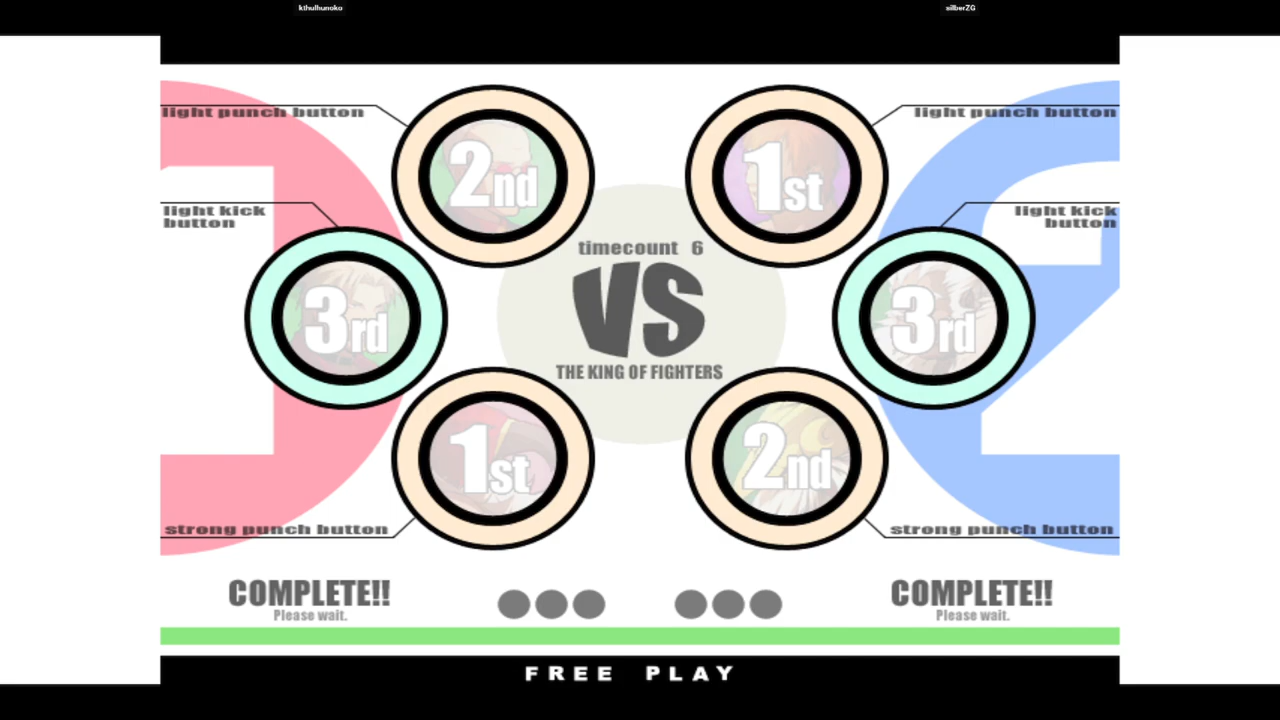 kthulhunoko
silberZG
light punch button
light punch button
2nd
1st
light kick
button
light kick
button
timecount 6
VS
THE KING OF FIGHTERS
3rd
3rd
1st
2nd
strong punch button
strong punch button
COMPLETE!!
Please wait.
COMPLETE!!
Please wait.
FREE PLAY